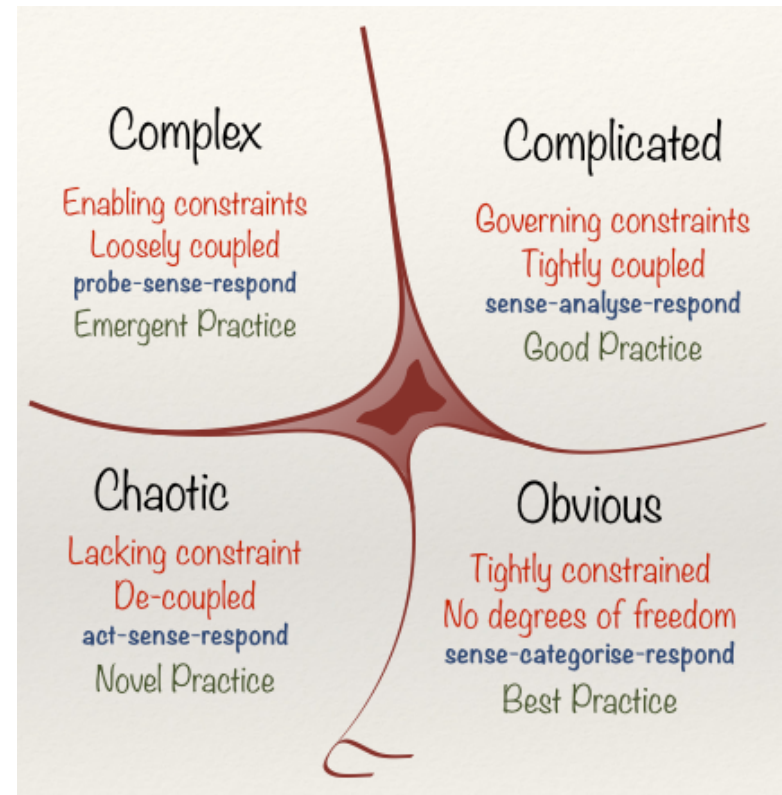 Complex
Enabling constraints
Loosely coupled
probe-sense-respond
Emergent Practice
Complicated
Governing constraints
Tightly coupled
sense-analyse-respond
Good Practice
Chaotic
Lacking constraint
De-coupled
act-sense-respond
Novel Practice
Obvious
Tightly constrained
No degrees of freedom
sense-categorise-respond
Best Practice